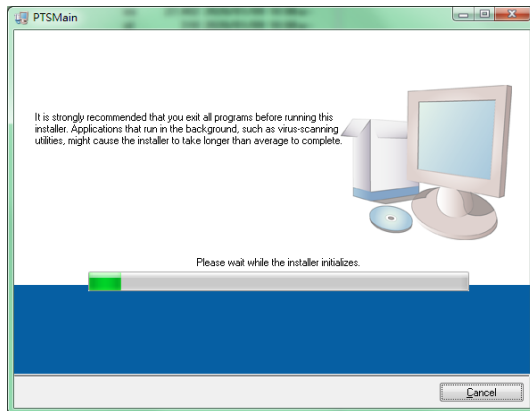 PTSMain
It is strongly recommended that you exit all programs before running this
installer. Applications that run in the background, such as virus-scanning
utilities, might cause the installer to take longer than average to complete.
Please wait while the installer initializes.
Cancel